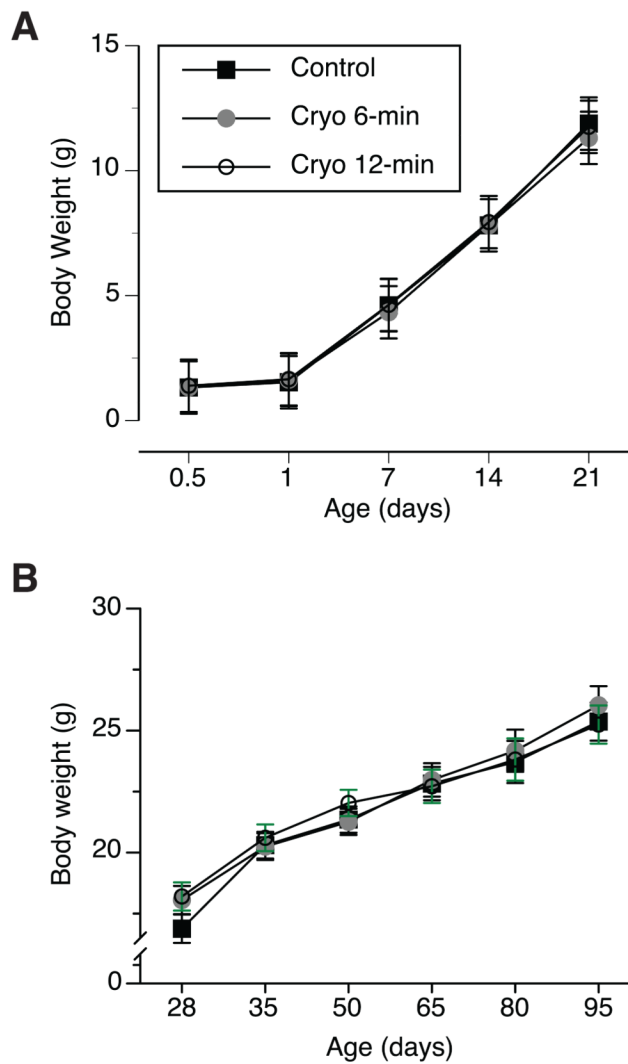 A
15
10
5
0
Body Weight (g)
Control
Cryo 6-min
Cryo 12-min
0.5 1 7 14 21
Age (days)
B
30
25
20
0
Body weight (g)
28 35 50 65 80 95
Age (days)